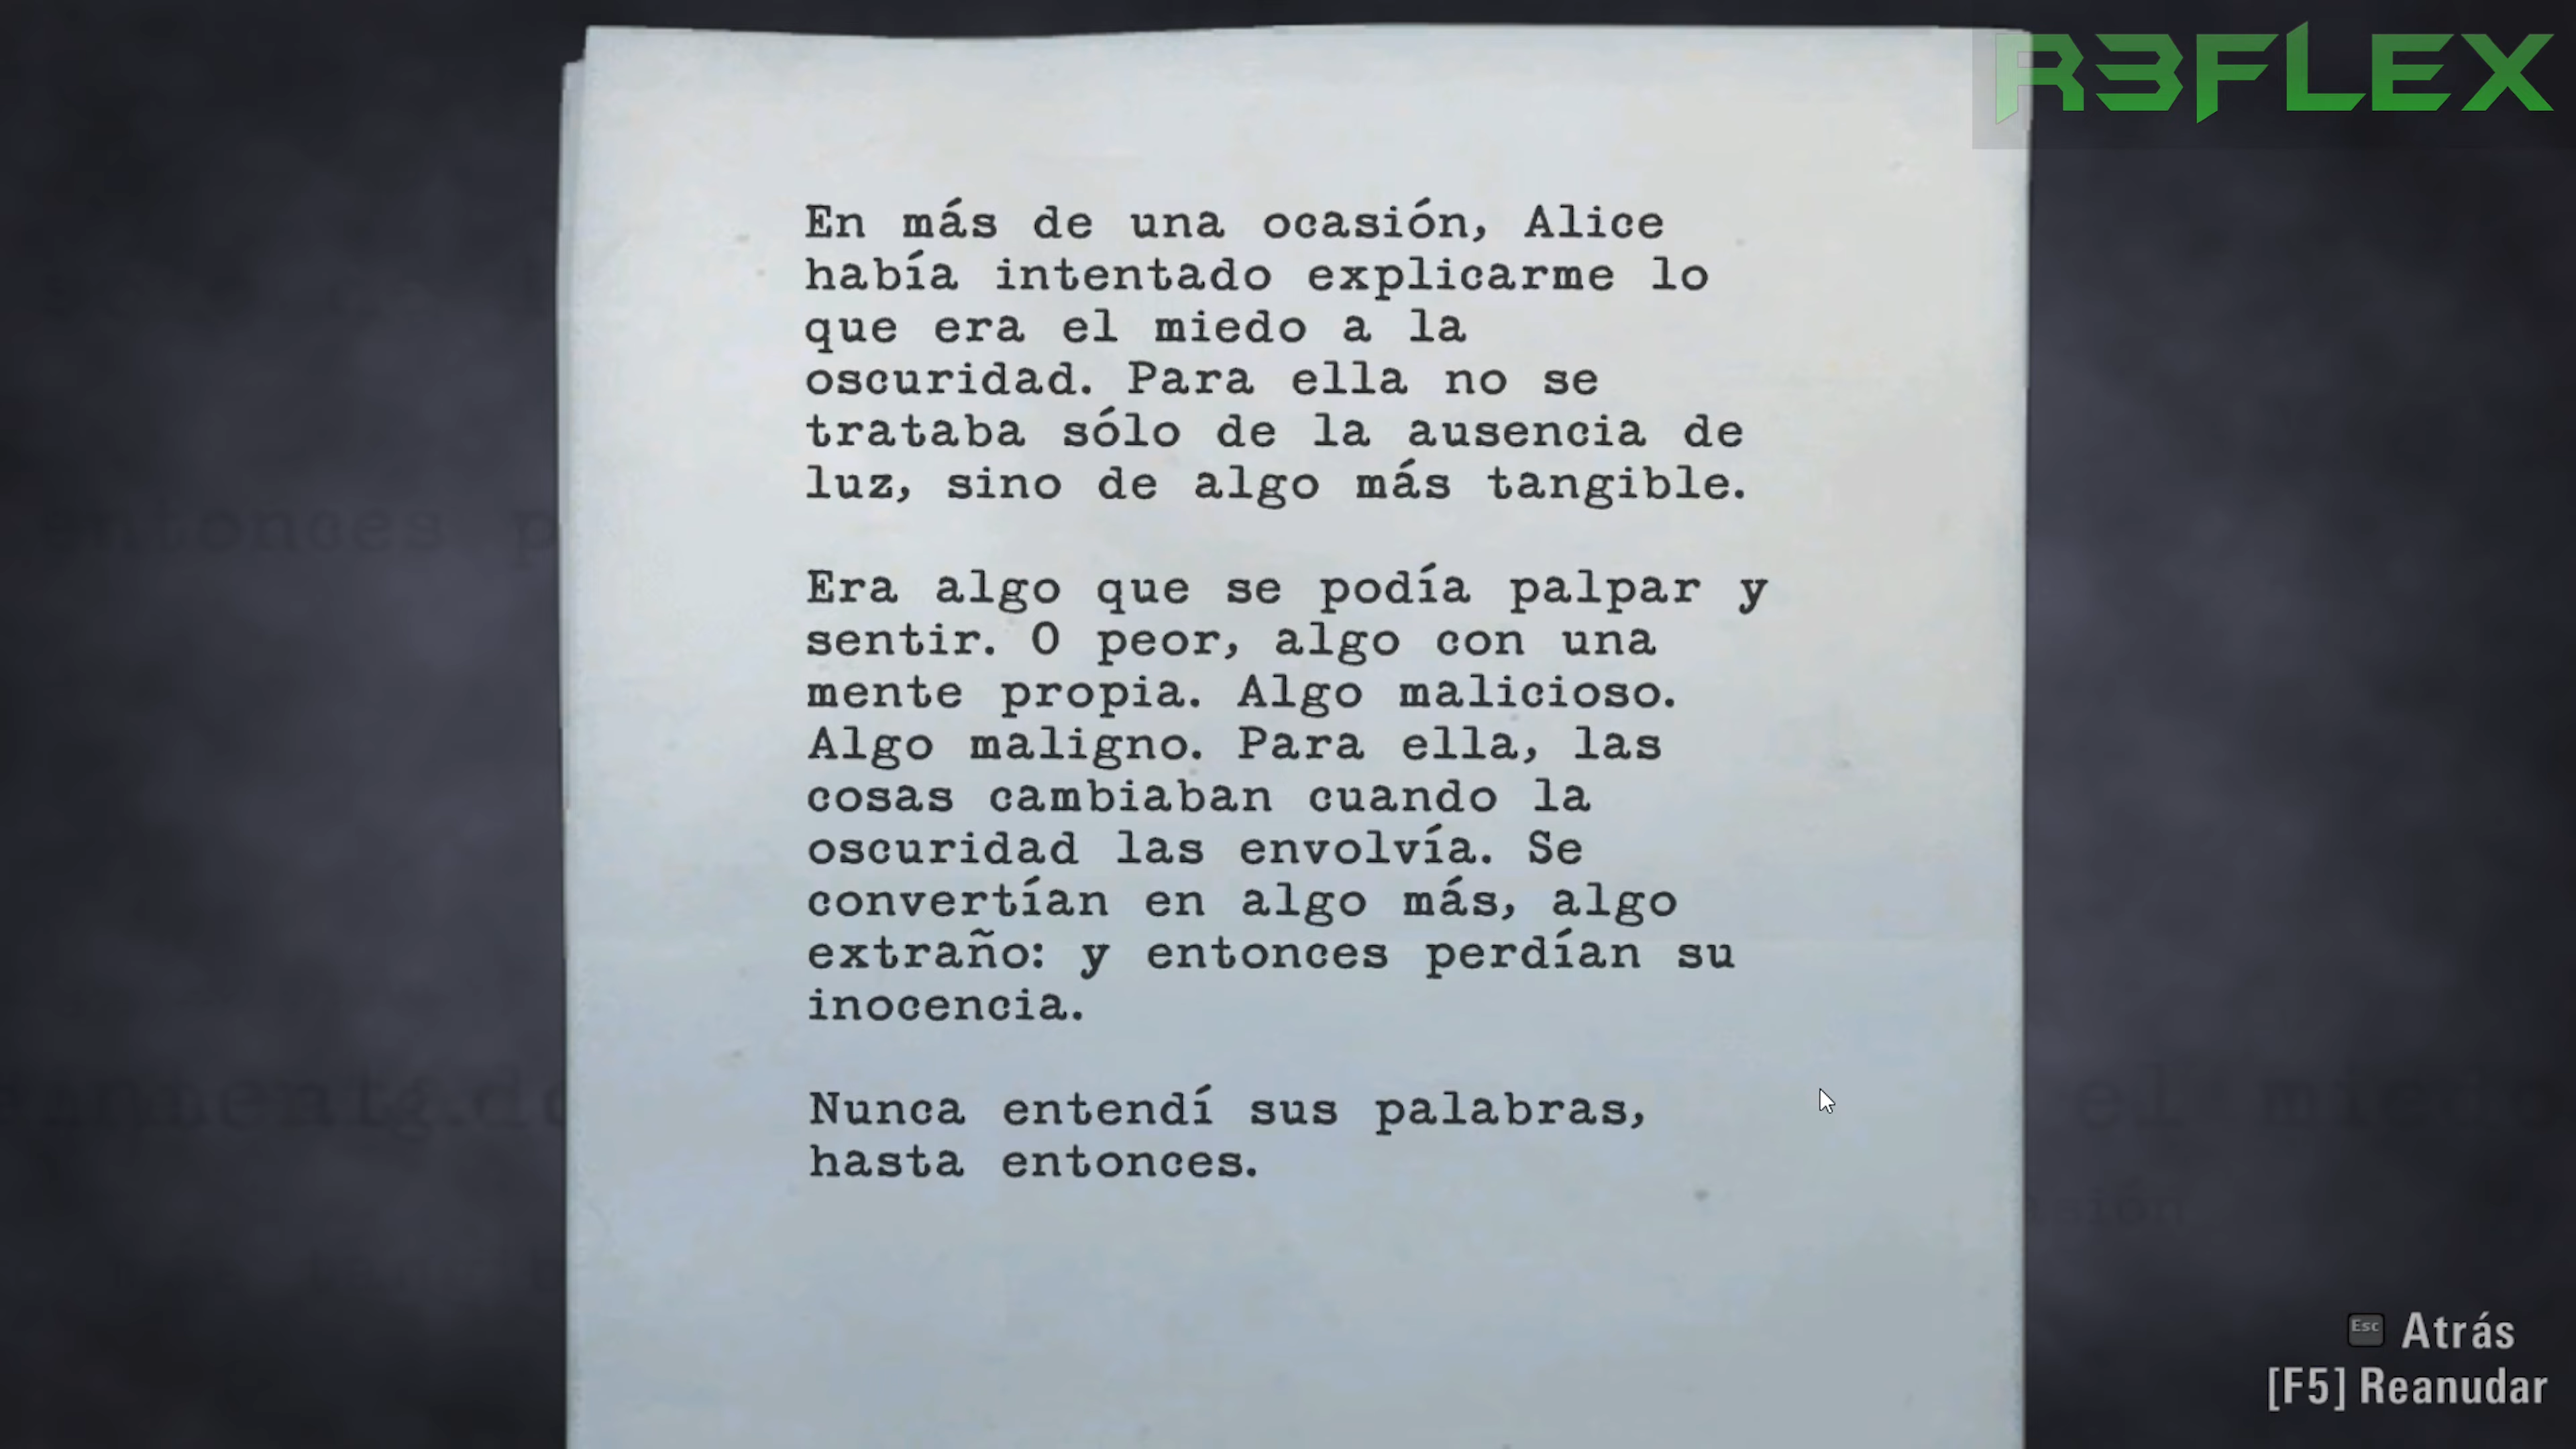 R3FLEX
En más de una ocasión, Alice
había intentado explicarme lo
que era el miedo a la
oscuridad. Para ella no se
trataba sólo de la ausencia de
luz, sino de algo más tangible.
Era algo que se podía palpar y
sentir. O peor, algo con una
mente propia. Algo malicioso.
Algo maligno. Para ella, las
cosas cambiaban cuando la
oscuridad las envolvía. Se
convertían en algo más, algo
extraño: y entonces perdían su
inocencia.
Nunca entendí sus palabras,
hasta entonces.
entonces p
el miedo
Esc Atrás
[F5] Reanudar